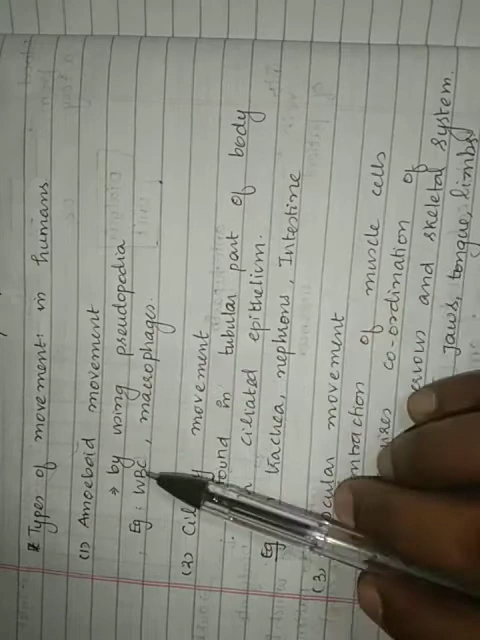 Types of movement in humans
(1) Amoeboid movement
→ by using pseudopodia
Eg: WBC, macrophages.
(2) movement
found in tubular part of body
ciliated epithelium.
Eg trachea, nephrons, Intestine
(3) movement
contraction of muscle cells
co-ordination of
and skeletal system.
Jaws, tongue, limbs